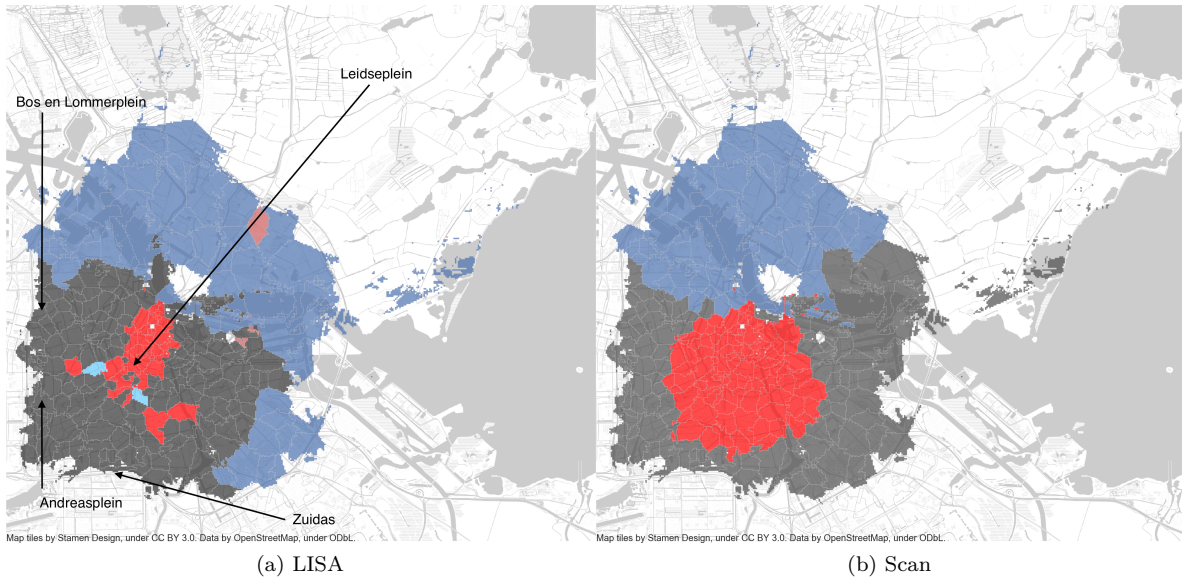 Leidseplein
Bos en Lommerplein
Andreasplein
Zuidas
Map tiles by Stamen Design, under CC BY 3.0. Data by OpenStreetMap, under ODbL.
Map tiles by Stamen Design, under CC BY 3.0. Data by OpenStreetMap, under ODbL.
(a) LISA
(b) Scan